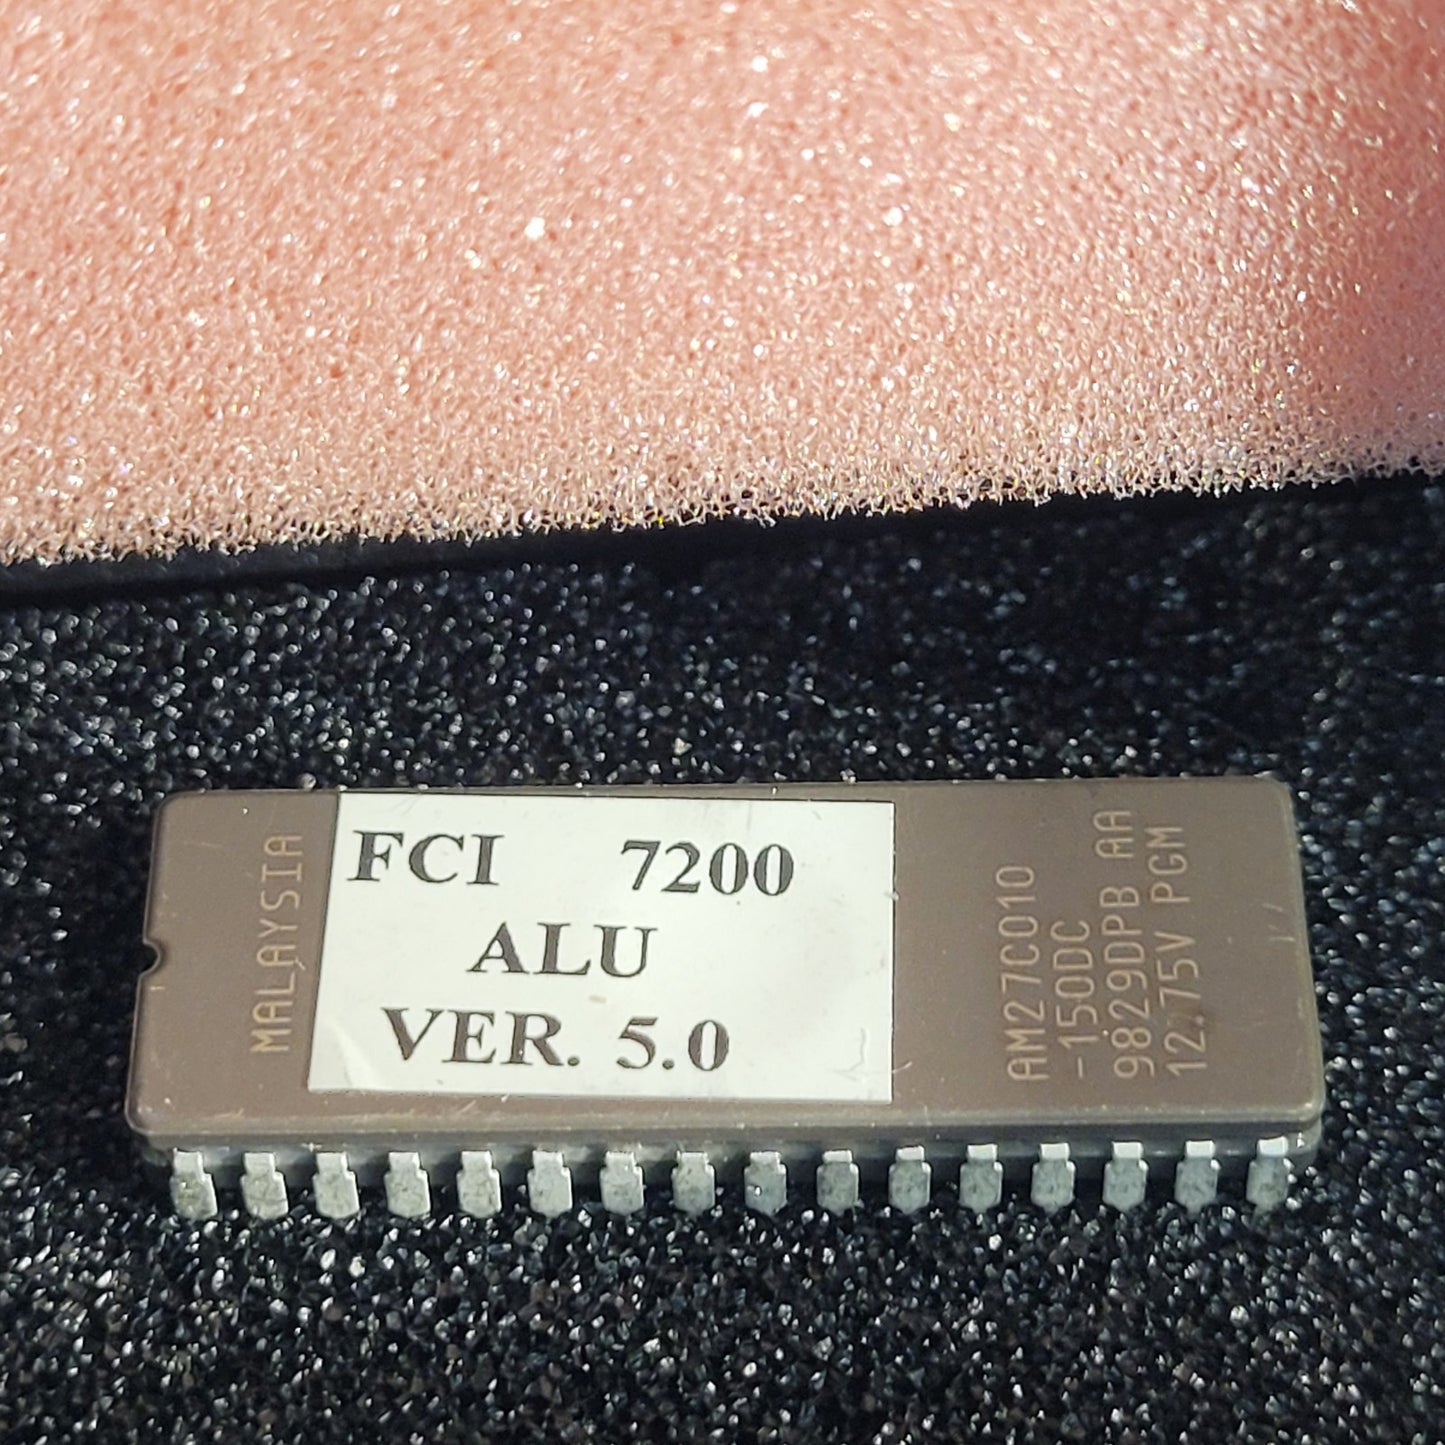 MALAYSIA
FCI 7200
ALU
VER. 5.0
AM27C010
-150DC
9829DPB AA
12.75V PGM